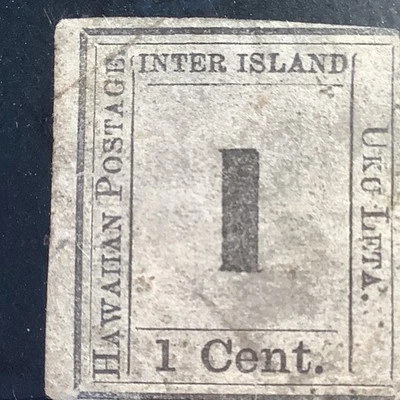 INTER ISLAND
HAWAIIAN POSTAGE.
1
UKU LETA.
1 Cent.